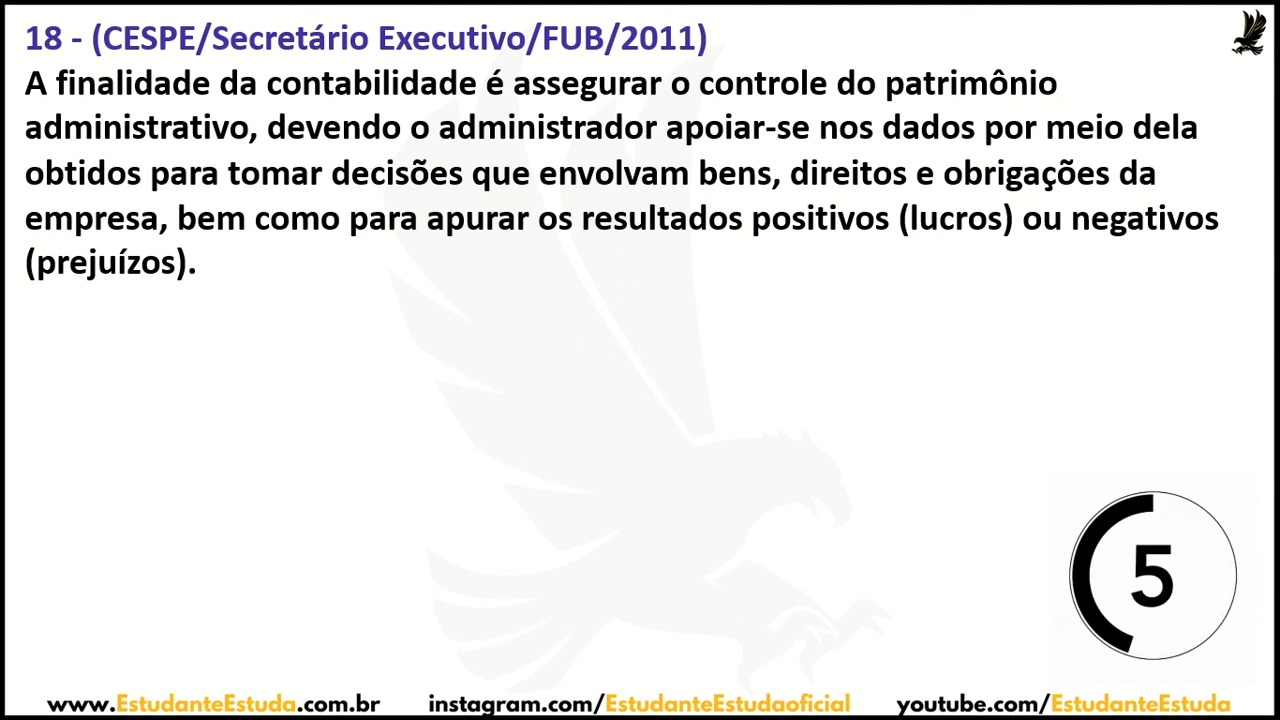 18 - (CESPE/Secretário Executivo/FUB/2011)
A finalidade da contabilidade é assegurar o controle do patrimônio
administrativo, devendo o administrador apoiar-se nos dados por meio dela
obtidos para tomar decisões que envolvam bens, direitos e obrigações da
empresa, bem como para apurar os resultados positivos (lucros) ou negativos
(prejuízos).
5
www.EstudanteEstuda.com.br instagram.com/EstudanteEstudaoficial youtube.com/EstudanteEstuda